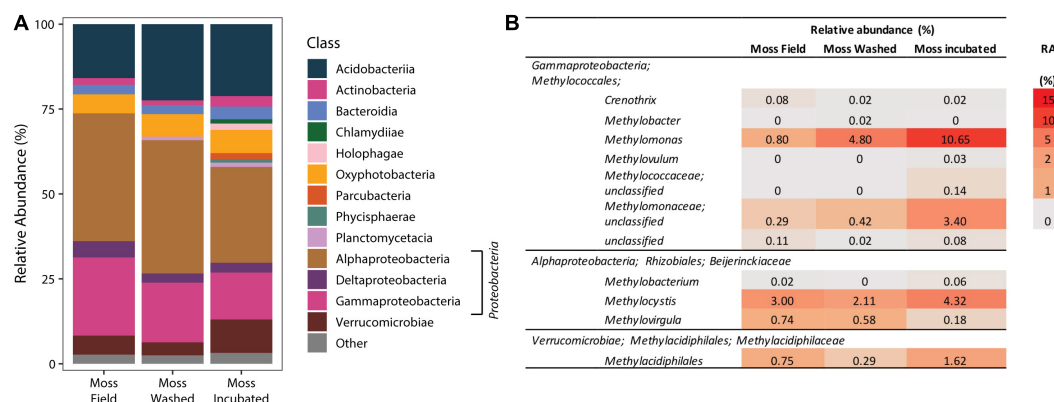 A
Relative Abundance (%)
100
75
50
25
0
Moss Field
Moss Washed
Moss Incubated
Class
Acidobacteriia
Actinobacteria
Bacteroidia
Chlamydiae
Holophagae
Oxyphotobacteria
Parcubacteria
Phycisphaerae
Planctomycetacia
Alphaproteobacteria
Deltaproteobacteria
Gammaproteobacteria
Verrucomicrobiae
Other
Proteobacteria
B
Relative abundance (%)
Moss Field Moss Washed Moss incubated
Gammaproteobacteria;
Methylococcales;
Crenothrix 0.08 0.02 0.02
Methylobacter 0 0.02 0
Methylomonas 0.80 4.80 10.65
Methylovulum 0 0 0.03
Methylococcaceae;
unclassified 0 0 0.14
Methylomonaceae;
unclassified 0.29 0.42 3.40
unclassified 0.11 0.02 0.08
Alphaproteobacteria; Rhizobiales; Beijerinckiaceae
Methylobacterium 0.02 0 0.06
Methylocystis 3.00 2.11 4.32
Methylovirgula 0.74 0.58 0.18
Verrucomicrobiae; Methylacidiphilales; Methylacidiphilaceae
Methylacidiphilales 0.75 0.29 1.62
RA
(%)
15
10
5
2
1
0